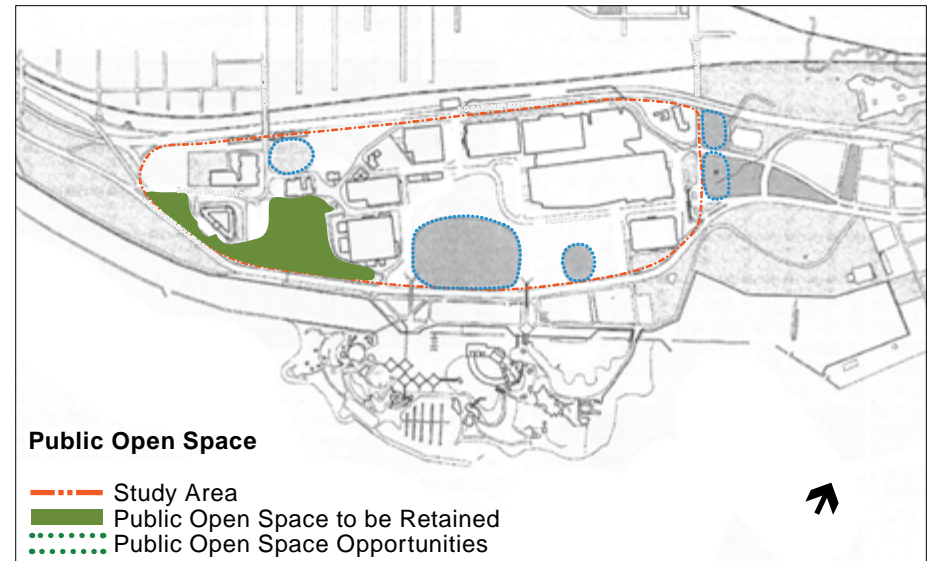 Public Open Space
Study Area
Public Open Space to be Retained
Public Open Space Opportunities